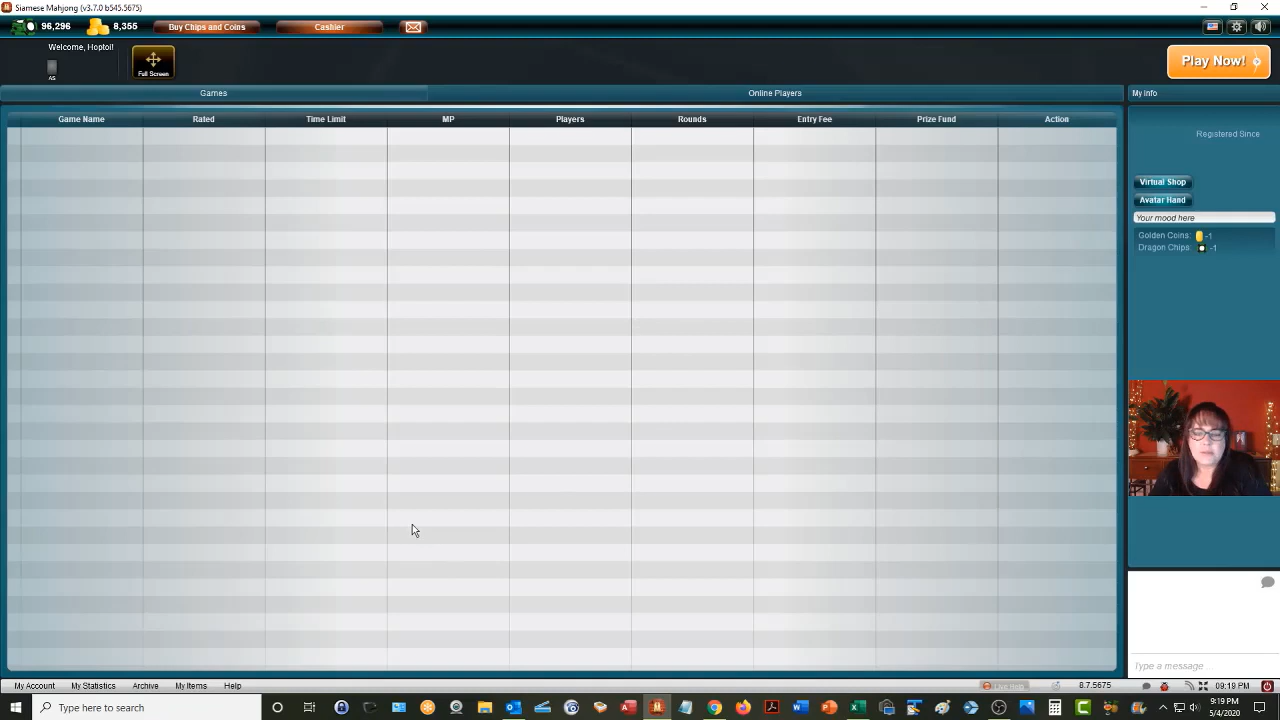 Siamese Mahjong (v3.7.0 b545.5675)
96,296 8,355 Buy Chips and Coins Cashier
Welcome, Hoptoi!
AS
Full Screen
Play Now!
Games Online Players My Info
Game Name Rated Time Limit MP Players Rounds Entry Fee Prize Fund Action
Registered Since
Virtual Shop
Avatar Hand
Your mood here
Golden Coins: -1
Dragon Chips: -1
Type a message ...
My Account My Statistics Archive My Items Help 8.7.5675 09:19 PM
Type here to search
9:19 PM
5/4/2020